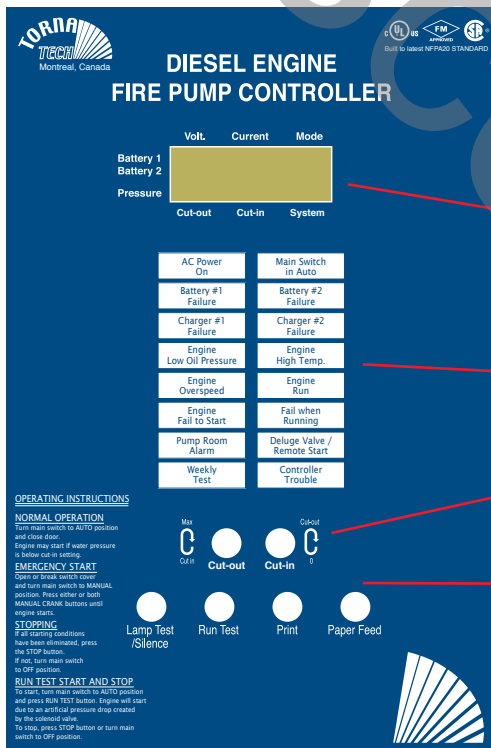 TORNA
TECH
Montreal, Canada
C UL US
FM
APPROVED
SA
Built to latest NFPA20 STANDARD
DIESEL ENGINE
FIRE PUMP CONTROLLER
Volt. Current Mode
Battery 1
Battery 2
Pressure
Cut-out Cut-in System
AC Power
On
Main Switch
in Auto
Battery #1
Failure
Battery #2
Failure
Charger #1
Failure
Charger #2
Failure
Engine
Low Oil Pressure
Engine
High Temp.
Engine
Overspeed
Engine
Run
Engine
Fail to Start
Fail when
Running
Pump Room
Alarm
Deluge Valve /
Remote Start
Weekly
Test
Controller
Trouble
OPERATING INSTRUCTIONS
NORMAL OPERATION
Turn main switch to AUTO position
and close door.
Engine may start if water pressure
is below cut-in setting.
EMERGENCY START
Open or break switch cover
and turn main switch to MANUAL
position. Press either or both
MANUAL CRANK buttons until
engine starts.
STOPPING
If all starting conditions
have been eliminated, press
the STOP button.
If not, turn main switch
to OFF position.
RUN TEST START AND STOP
To start, turn main switch to AUTO position
and press RUN TEST button. Engine will start
due to an artificial pressure drop created
by the solenoid valve.
To stop, press STOP button or turn main
switch to OFF position.
Max
Cut in
Cut-out
Cut-in
Cut-out
0
Lamp Test
/Silence
Run Test
Print
Paper Feed